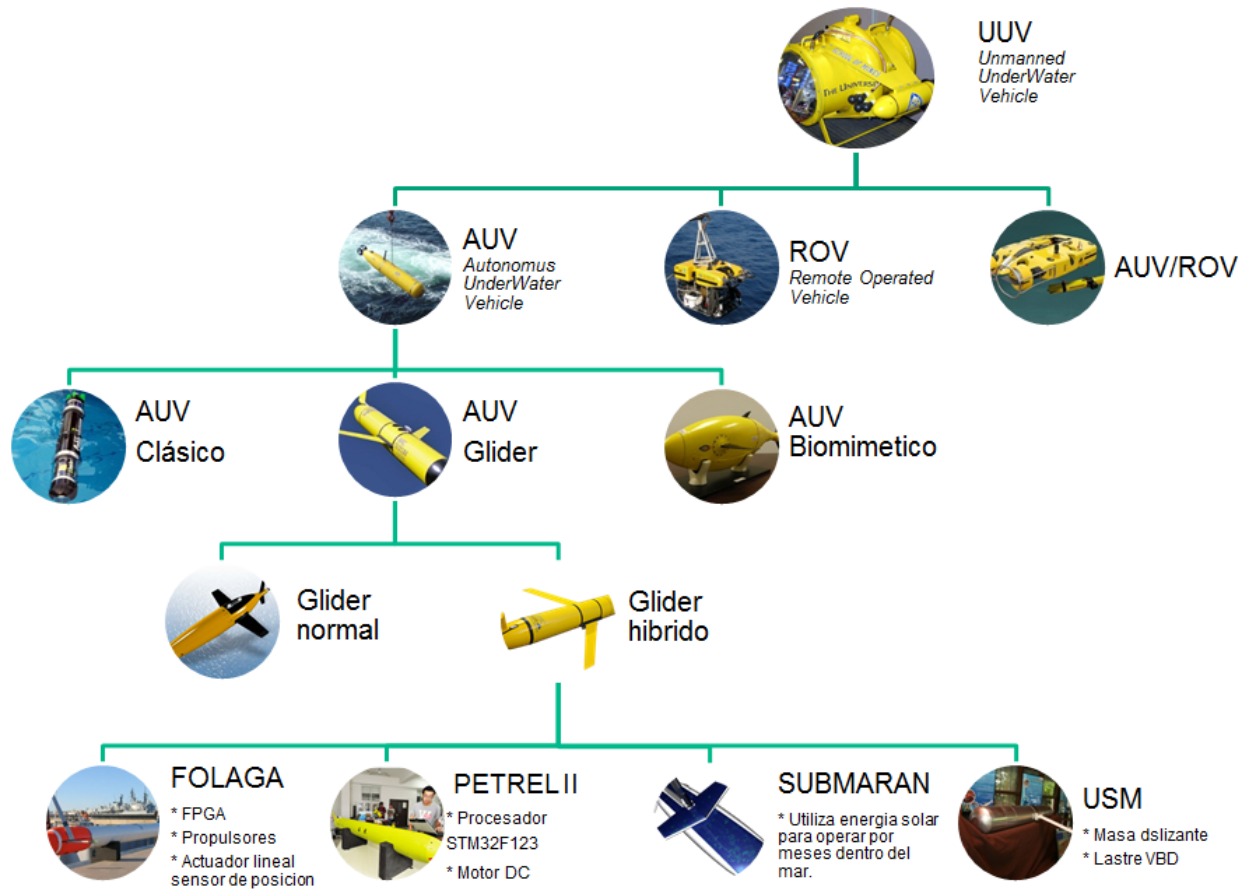 UUV
Unmanned
UnderWater
Vehicle
THE UNIVERSI
AUV
Autonomus
UnderWater
Vehicle
ROV
Remote Operated
Vehicle
AUV/ROV
AUV
Clásico
AUV
Glider
AUV
Biomimetico
Glider
normal
Glider
hibrido
FOLAGA
* FPGA
* Propulsores
* Actuador lineal
sensor de posicion
PETREL II
* Procesador
STM32F123
* Motor DC
SUBMARAN
* Utiliza energia solar
para operar por
meses dentro del
mar.
USM
* Masa dslizante
* Lastre VBD